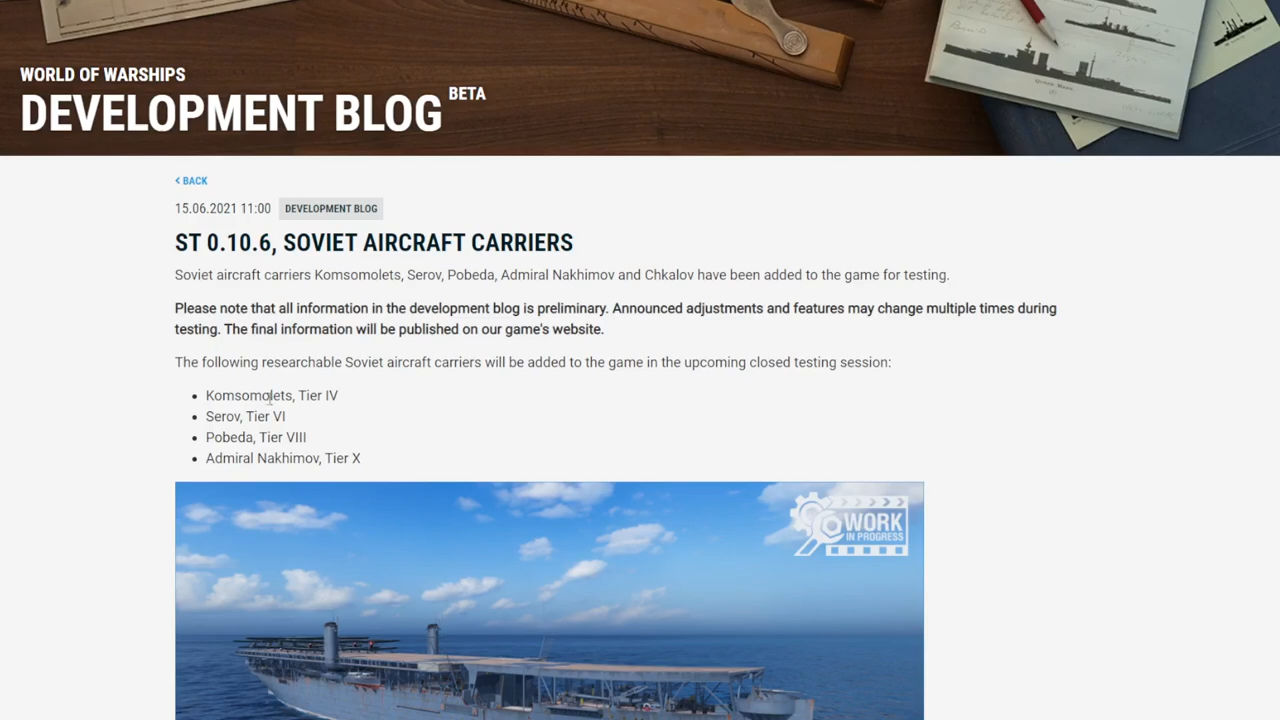 WORLD OF WARSHIPS
DEVELOPMENT BLOG BETA
< BACK
15.06.2021 11:00 DEVELOPMENT BLOG
ST 0.10.6, SOVIET AIRCRAFT CARRIERS
Soviet aircraft carriers Komsomolets, Serov, Pobeda, Admiral Nakhimov and Chkalov have been added to the game for testing.
Please note that all information in the development blog is preliminary. Announced adjustments and features may change multiple times during
testing. The final information will be published on our game's website.
The following researchable Soviet aircraft carriers will be added to the game in the upcoming closed testing session:
• Komsomolets, Tier IV
• Serov, Tier VI
• Pobeda, Tier VIII
• Admiral Nakhimov, Tier X
WORK
IN PROGRESS